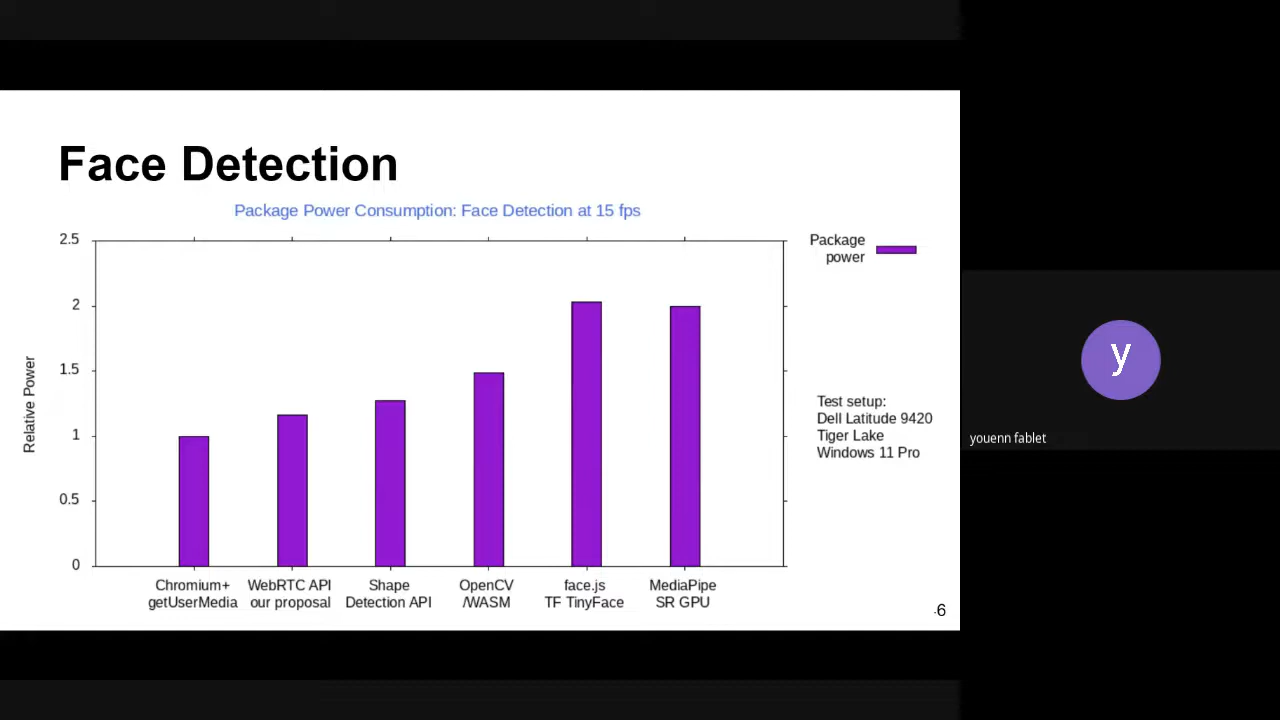 Face Detection
Package Power Consumption: Face Detection at 15 fps
2.5
2
1.5
1
0.5
0
Relative Power
Chromium+
getUserMedia
WebRTC API
our proposal
Shape
Detection API
OpenCV
/WASM
face.js
TF TinyFace
MediaPipe
SR GPU
Package
power
Test setup:
Dell Latitude 9420
Tiger Lake
Windows 11 Pro
6
y
youenn fablet